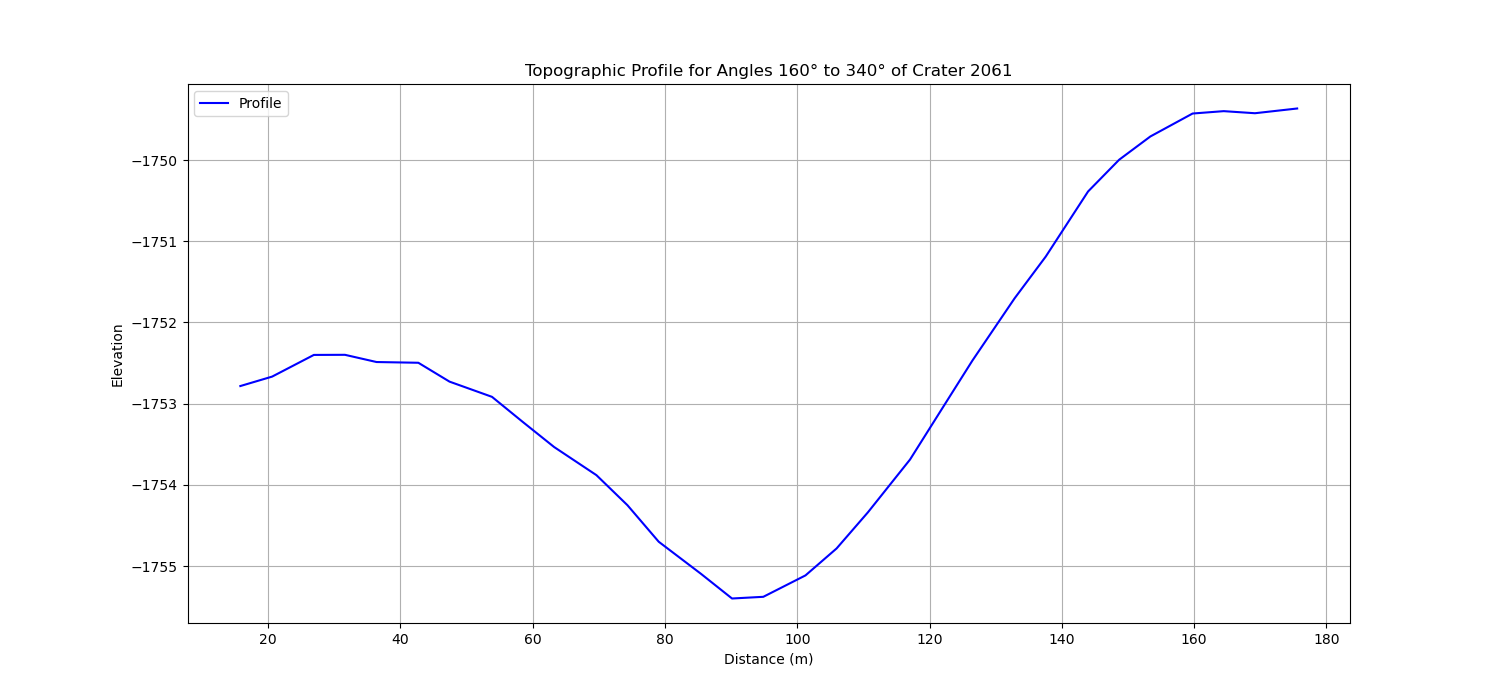 Topographic Profile for Angles 160° to 340° of Crater 2061
Profile
−1750
−1751
−1752
−1753
−1754
−1755
Elevation
20 40 60 80 100 120 140 160 180
Distance (m)